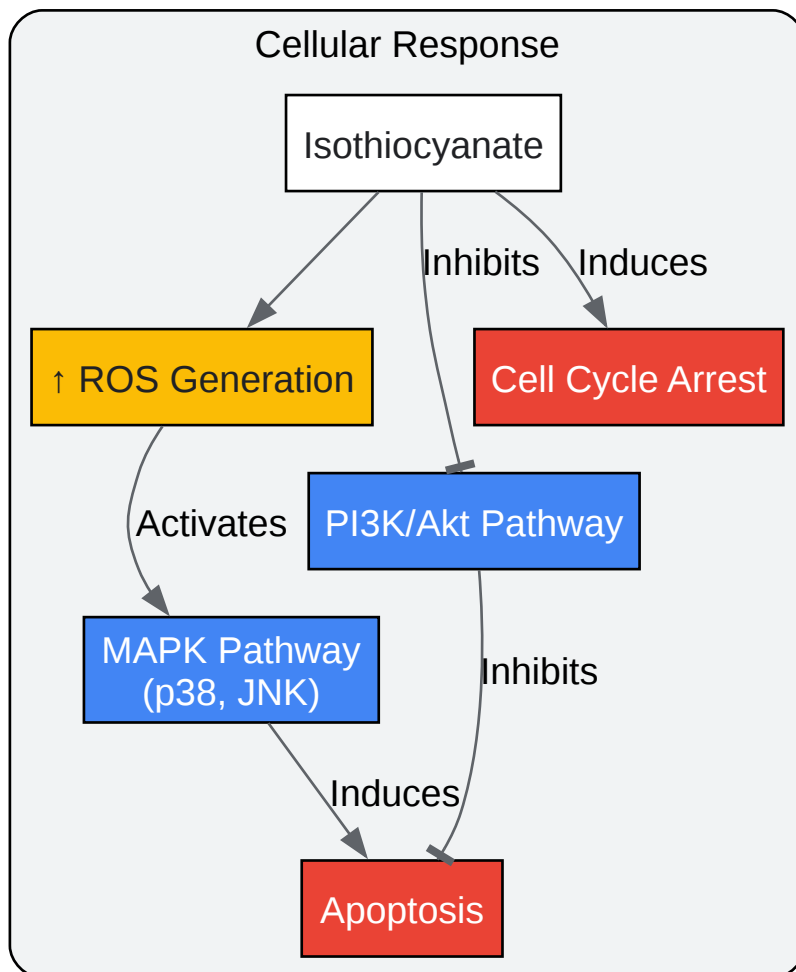 Cellular Response
Isothiocyanate
Inhibits
Induces
↑ ROS Generation
Cell Cycle Arrest
Activates
PI3K/Akt Pathway
MAPK Pathway
(p38, JNK)
Inhibits
Induces
Apoptosis